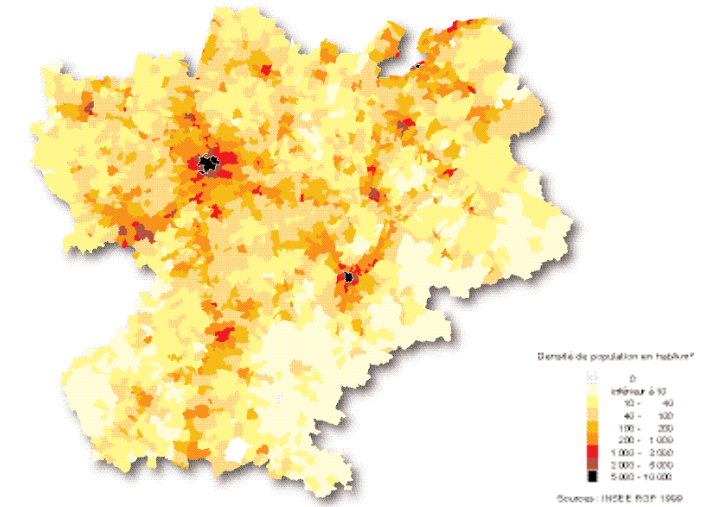 Densité de population en hab/km²
0
inférieur à 10
10 - 40
40 - 100
100 - 200
200 - 1 000
1 000 - 2 000
2 000 - 5 000
5 000 - 10 000
Sources : INSEE RGP 1999